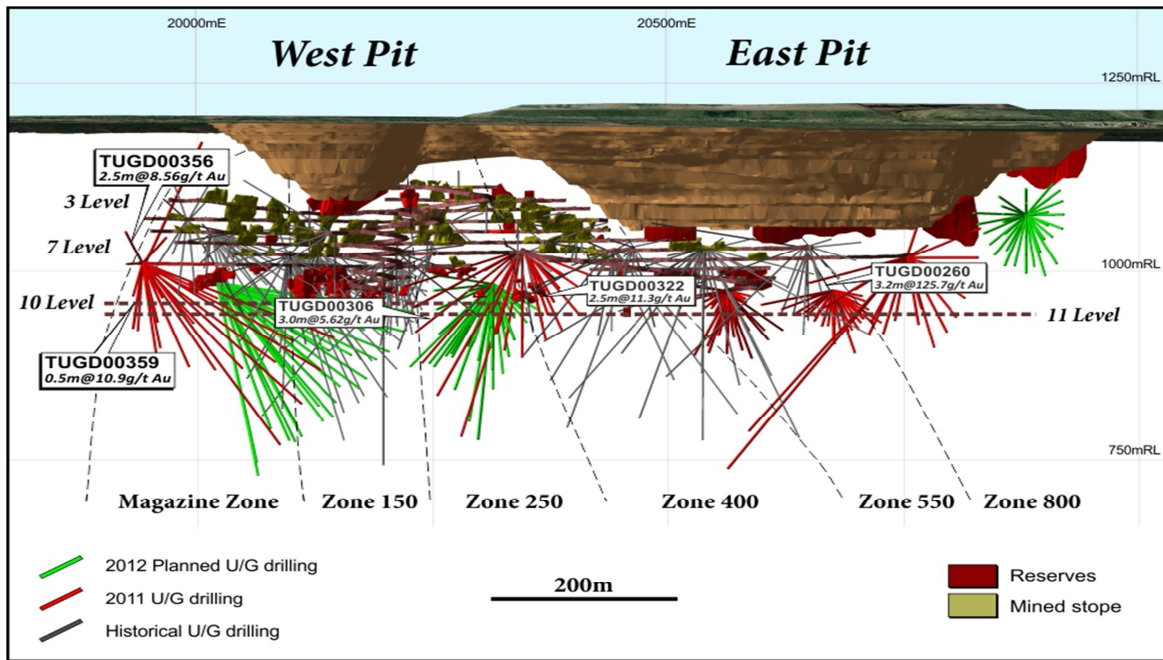 20000mE
20500mE
West Pit
East Pit
1250mRL
TUGD00356
2.5m@8.56g/t Au
3 Level
7 Level
TUGD00260
3.2m@125.7g/t Au
1000mRL
TUGD00322
2.5m@11.3g/t Au
10 Level
TUGD00306
3.0m@5.62g/t Au
11 Level
TUGD00359
0.5m@10.9g/t Au
750mRL
Magazine Zone
Zone 150
Zone 250
Zone 400
Zone 550
Zone 800
2012 Planned U/G drilling
2011 U/G drilling
Historical U/G drilling
200m
Reserves
Mined stope